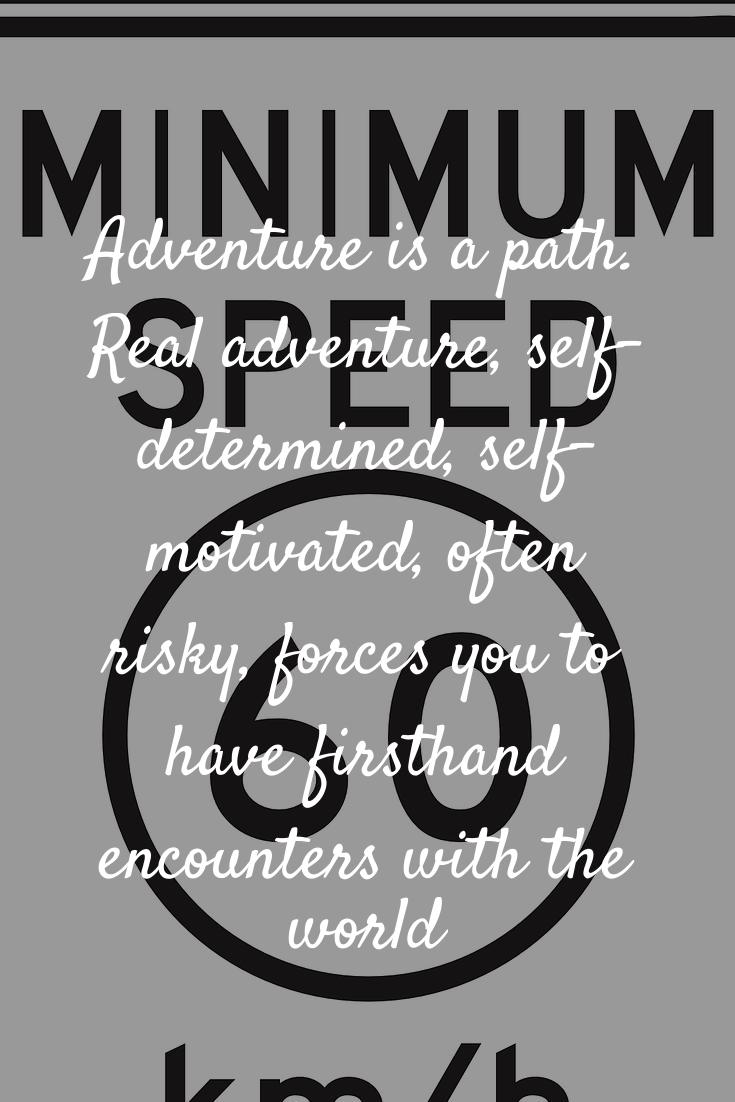 MINIMUM
Adventure is a path.
SPEED
Real adventure, self-
determined, self-
motivated, often
risky, forces you to
60
have firsthand
encounters with the
world
km/h